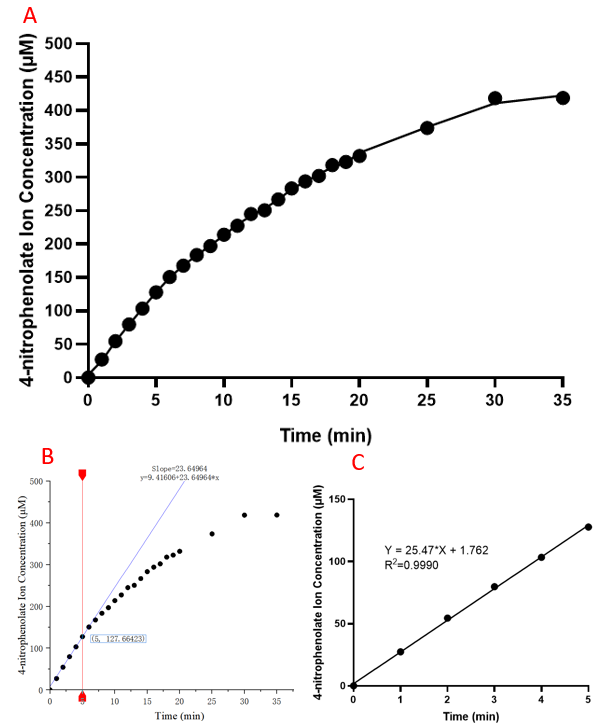 A
4-nitrophenolate Ion Concentration (µM)
500
450
400
350
300
250
200
150
100
50
0
0 5 10 15 20 25 30 35
Time (min)
B
Slope=23.64964
y=9.41606+23.64964*x
4-nitrophenolate Ion Concentration (µM)
500
400
300
200
100
0
(5, 127.66423)
0 5 10 15 20 25 30 35
Time (min)
C
4-nitrophenolate Ion Concentration (µM)
150
100
50
0
Y = 25.47*X + 1.762
R²=0.9990
0 1 2 3 4 5
Time (min)